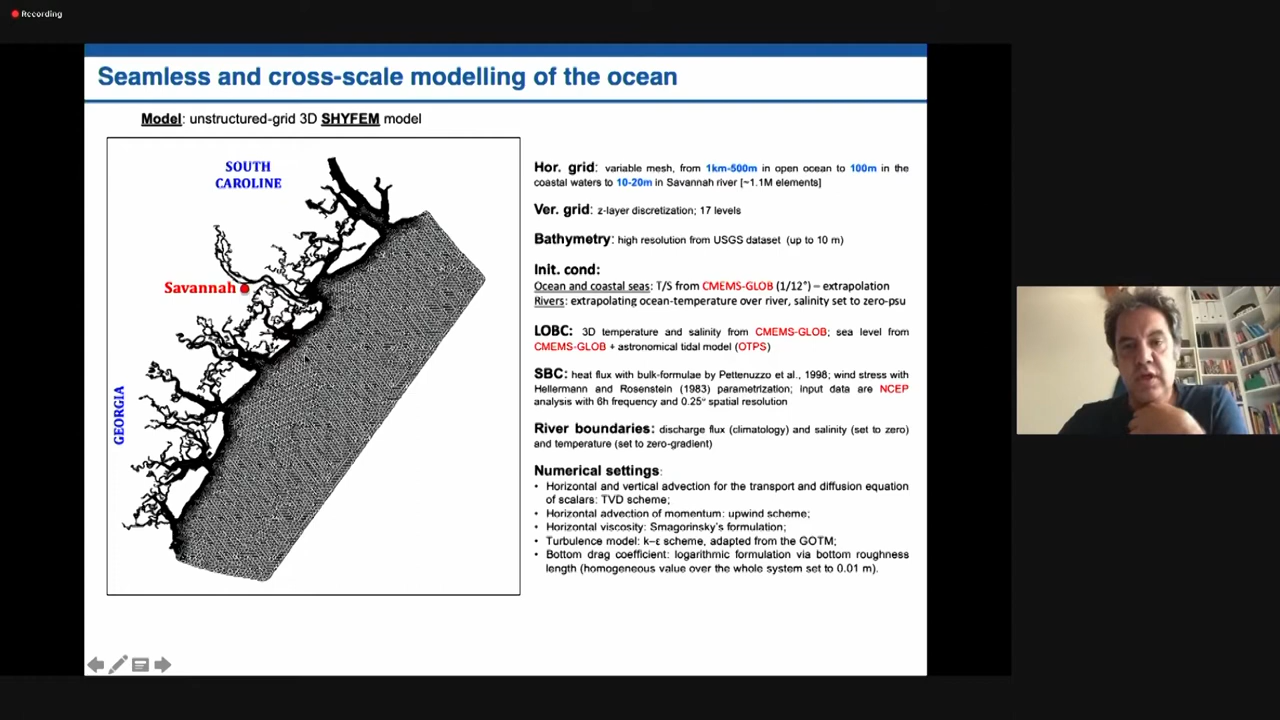 Recording
Seamless and cross-scale modelling of the ocean
Model: unstructured-grid 3D SHYFEM model
SOUTH
CAROLINE
Savannah
GEORGIA
Hor. grid: variable mesh, from 1km-500m in open ocean to 100m in the
coastal waters to 10-20m in Savannah river [~1.1M elements]
Ver. grid: z-layer discretization; 17 levels
Bathymetry: high resolution from USGS dataset (up to 10 m)
Init. cond:
Ocean and coastal seas: T/S from CMEMS-GLOB (1/12°) – extrapolation
Rivers: extrapolating ocean-temperature over river, salinity set to zero-psu
LOBC: 3D temperature and salinity from CMEMS-GLOB; sea level from
CMEMS-GLOB + astronomical tidal model (OTPS)
SBC: heat flux with bulk-formulae by Pettenuzzo et al., 1998; wind stress with
Hellermann and Rosenstein (1983) parametrization; input data are NCEP
analysis with 6h frequency and 0.25° spatial resolution
River boundaries: discharge flux (climatology) and salinity (set to zero)
and temperature (set to zero-gradient)
Numerical settings:
• Horizontal and vertical advection for the transport and diffusion equation
of scalars: TVD scheme;
• Horizontal advection of momentum: upwind scheme;
• Horizontal viscosity: Smagorinsky's formulation;
• Turbulence model: k–ε scheme, adapted from the GOTM;
• Bottom drag coefficient: logarithmic formulation via bottom roughness
length (homogeneous value over the whole system set to 0.01 m).